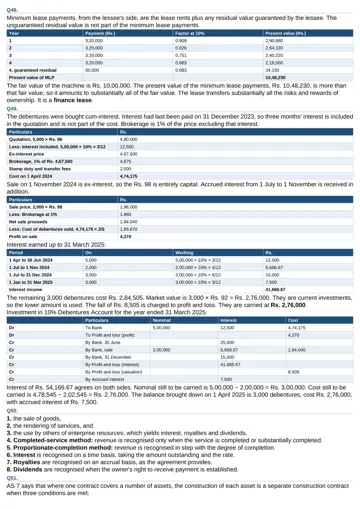 Q48.
Minimum lease payments, from the lessee's side, are the lease rents plus any residual value guaranteed by the lessee. The
unguaranteed residual value is not part of the minimum lease payments.
Year Payment (Rs.) Factor at 10% Present value (Rs.)
1 3,20,000 0.909 2,90,880
2 3,20,000 0.826 2,64,320
3 3,20,000 0.751 2,40,320
4 3,20,000 0.683 2,18,560
4, guaranteed residual 50,000 0.683 34,150
Present value of MLP 10,48,230
The fair value of the machine is Rs. 10,00,000. The present value of the minimum lease payments, Rs. 10,48,230, is more than
that fair value, so it amounts to substantially all of the fair value. The lease transfers substantially all the risks and rewards of
ownership. It is a finance lease.
Q49.
The debentures were bought cum-interest. Interest had last been paid on 31 December 2023, so three months' interest is included
in the quotation and is not part of the cost. Brokerage is 1% of the price excluding that interest.
Particulars Rs.
Quotation, 5,000 × Rs. 96 4,80,000
Less: interest included, 5,00,000 × 10% × 3/12 12,500
Ex-interest price 4,67,500
Brokerage, 1% of Rs. 4,67,500 4,675
Stamp duty and transfer fees 2,000
Cost on 1 April 2024 4,74,175
Sale on 1 November 2024 is ex-interest, so the Rs. 98 is entirely capital. Accrued interest from 1 July to 1 November is received in
addition.
Particulars Rs.
Sale price, 2,000 × Rs. 98 1,96,000
Less: Brokerage at 1% 1,960
Net sale proceeds 1,94,040
Less: Cost of debentures sold, 4,74,175 × 2/5 1,89,670
Profit on sale 4,370
Interest earned up to 31 March 2025:
Period On Working Rs.
1 Apr to 30 Jun 2024 5,000 5,00,000 × 10% × 3/12 12,500
1 Jul to 1 Nov 2024 2,000 2,00,000 × 10% × 4/12 6,666.67
1 Jul to 31 Dec 2024 3,000 3,00,000 × 10% × 6/12 15,000
1 Jan to 31 Mar 2025 3,000 3,00,000 × 10% × 3/12 7,500
Interest income 41,666.67
The remaining 3,000 debentures cost Rs. 2,84,505. Market value is 3,000 × Rs. 92 = Rs. 2,76,000. They are current investments,
so the lower amount is used. The fall of Rs. 8,505 is charged to profit and loss. They are carried at Rs. 2,76,000.
Investment in 10% Debentures Account for the year ended 31 March 2025:
Particulars Nominal Interest Cost
Dr To Bank 5,00,000 12,500 4,74,175
Dr To Profit and loss (profit) 4,370
Cr By Bank, 30 June 25,000
Cr By Bank, sale 2,00,000 6,666.67 1,94,040
Cr By Bank, 31 December 15,000
Cr By Profit and loss (interest) 41,666.67
Cr By Profit and loss (valuation) 8,505
Cr By Accrued interest 7,500
Interest of Rs. 54,166.67 agrees on both sides. Nominal still to be carried is 5,00,000 − 2,00,000 = Rs. 3,00,000. Cost still to be
carried is 4,78,545 − 2,02,545 = Rs. 2,76,000. The balance brought down on 1 April 2025 is 3,000 debentures, cost Rs. 2,76,000,
with accrued interest of Rs. 7,500.
Q50.
1. the sale of goods,
2. the rendering of services, and
3. the use by others of enterprise resources, which yields interest, royalties and dividends.
4. Completed-service method: revenue is recognised only when the service is completed or substantially completed.
5. Proportionate-completion method: revenue is recognised in step with the degree of completion.
6. Interest is recognised on a time basis, taking the amount outstanding and the rate.
7. Royalties are recognised on an accrual basis, as the agreement provides.
8. Dividends are recognised when the owner's right to receive payment is established.
Q51.
AS 7 says that where one contract covers a number of assets, the construction of each asset is a separate construction contract
when three conditions are met: